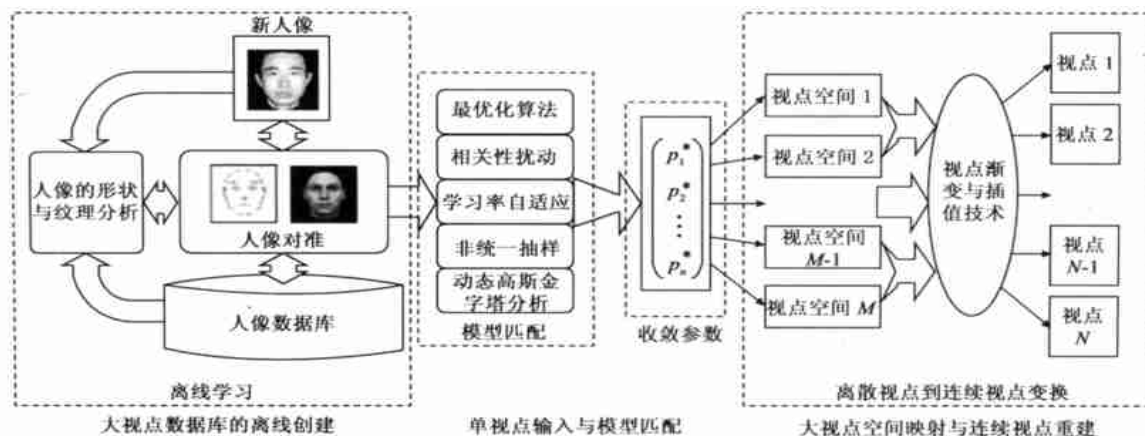 新人像
人像的形状
与纹理分析
人像对准
人像数据库
离线学习
大视点数据库的离线创建
最优化算法
相关性扰动
学习率自适应
非统一抽样
动态高斯金
字塔分析
模型匹配
单视点输入与模型匹配
p₁*
p₂*
⋮
pₙ*
收敛参数
视点空间 1
视点空间 2
视点空间
M-1
视点空间 M
视点渐
变与插
值技术
视点 1
视点 2
视点
N-1
视点
N
离散视点到连续视点变换
大视点空间映射与连续视点重建